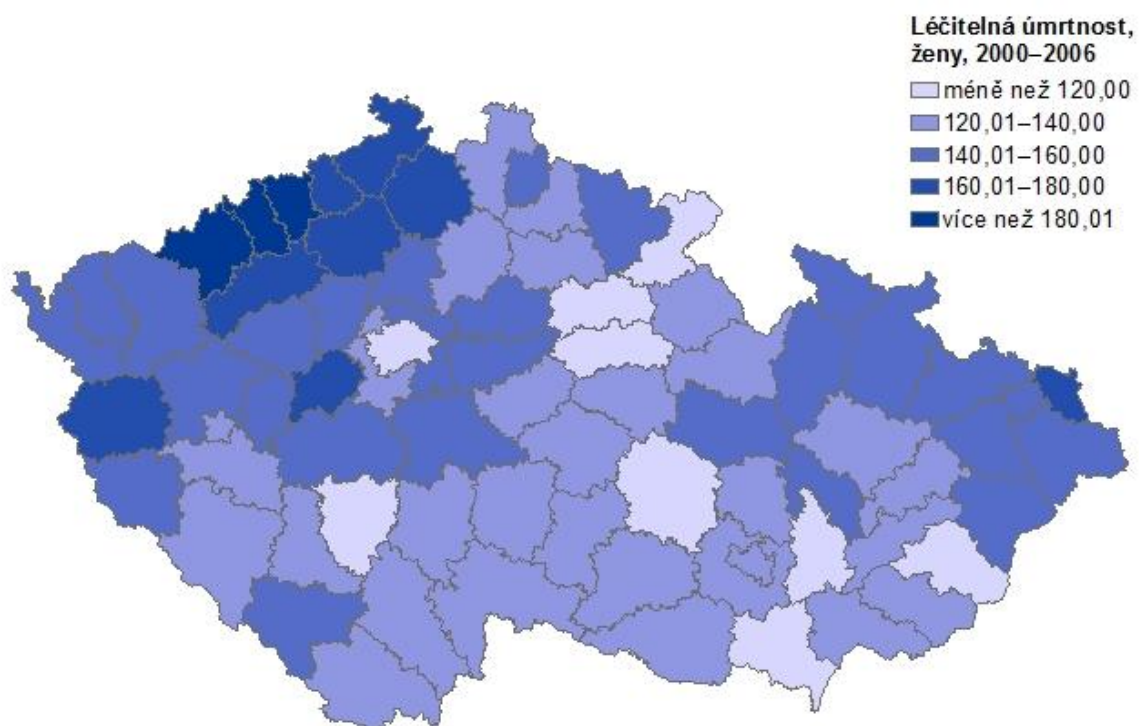 Léčitelná úmrtnost,
ženy, 2000–2006
méně než 120,00
120,01–140,00
140,01–160,00
160,01–180,00
více než 180,01